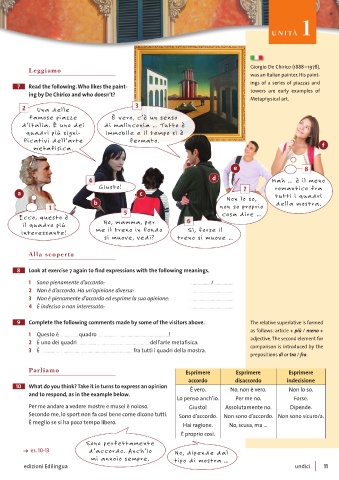 UNITÀ 1
Leggiamo
7 Read the following. Who likes the paint-
ing by De Chirico and who doesn't?
Giorgio De Chirico (1888–1978),
was an Italian painter. His paint-
ings of a series of piazzas and
towers are early examples of
Metaphysical art.
2
Una delle
famose piazze
d'Italia. È uno dei
quadri più signi-
ficativi dell'arte
metafisica.
3
È vero, c'è un senso
di malinconia ... Tutto è
immobile e il tempo si è
fermato.
f
e
8
Mah ... è il meno
romantico fra
tutti i quadri
della mostra.
4
Giusto!
d
7
Non lo so,
non so proprio
cosa dire ...
a
b
c
1
Ecco, questo è
il quadro più
interessante!
5
No, mamma, per
me il treno in fondo
si muove, vedi?
6
Sì, forse il
treno si muove ...
Alla scoperta
8 Look at exercise 7 again to find expressions with the following meanings.
1 Sono pienamente d'accordo: /
2 Non è d'accordo. Ha un'opinione diversa:
3 Non è pienamente d'accordo ed esprime la sua opinione:
4 È indeciso o non interessato:
9 Complete the following comments made by some of the visitors above.
1 Questo è quadro !
2 È uno dei quadri dell'arte metafisica.
3 È fra tutti i quadri della mostra.
The relative superlative is formed
as follows: article + più / meno +
adjective. The second element for
comparison is introduced by the
prepositions di or tra / fra.
Parliamo
10 What do you think? Take it in turns to express an opinion
and to respond, as in the example below.
Per me andare a vedere mostre e musei è noioso.
Secondo me, lo sport non fa così bene come dicono tutti.
È meglio se si ha poco tempo libero.
Esprimere accordo Esprimere disaccordo Esprimere indecisione
È vero. No, non è vero. Non lo so.
Lo penso anch'io. Per me no. Forse.
Giusto! Assolutamente no. Dipende.
Sono d'accordo. Non sono d'accordo. Non sono sicuro/a.
Hai ragione. No, scusa, ma ...
È proprio così.
Sono perfettamente
d'accordo. Anch'io
mi annoio sempre.
No, dipende dal
tipo di mostra ...
es. 10-13
edizioni Edilingua
undici 11